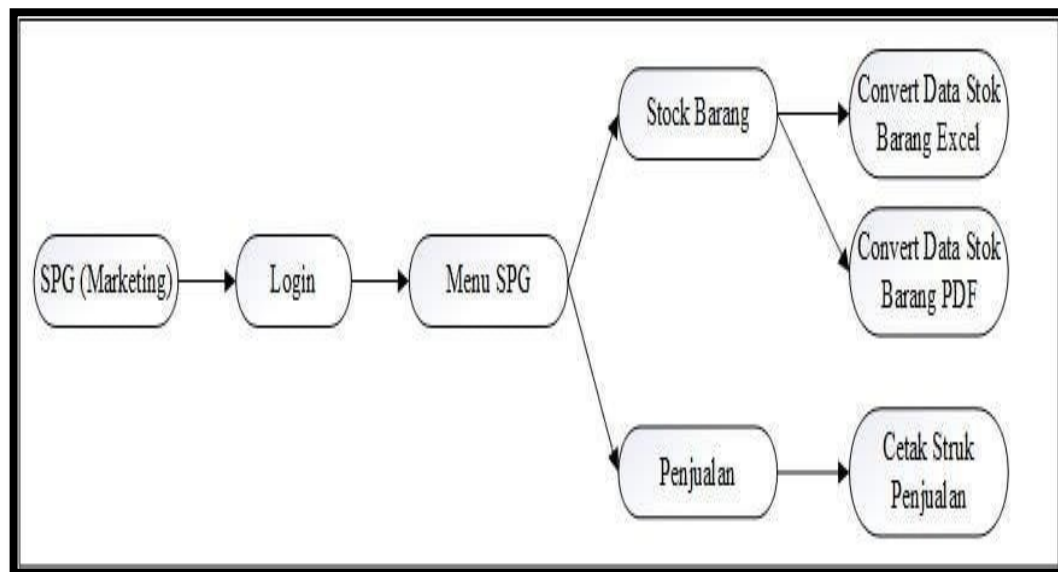 SPG (Marketing)
Login
Menu SPG
Stock Barang
Convert Data Stok
Barang Excel
Convert Data Stok
Barang PDF
Penjualan
Cetak Struk
Penjualan